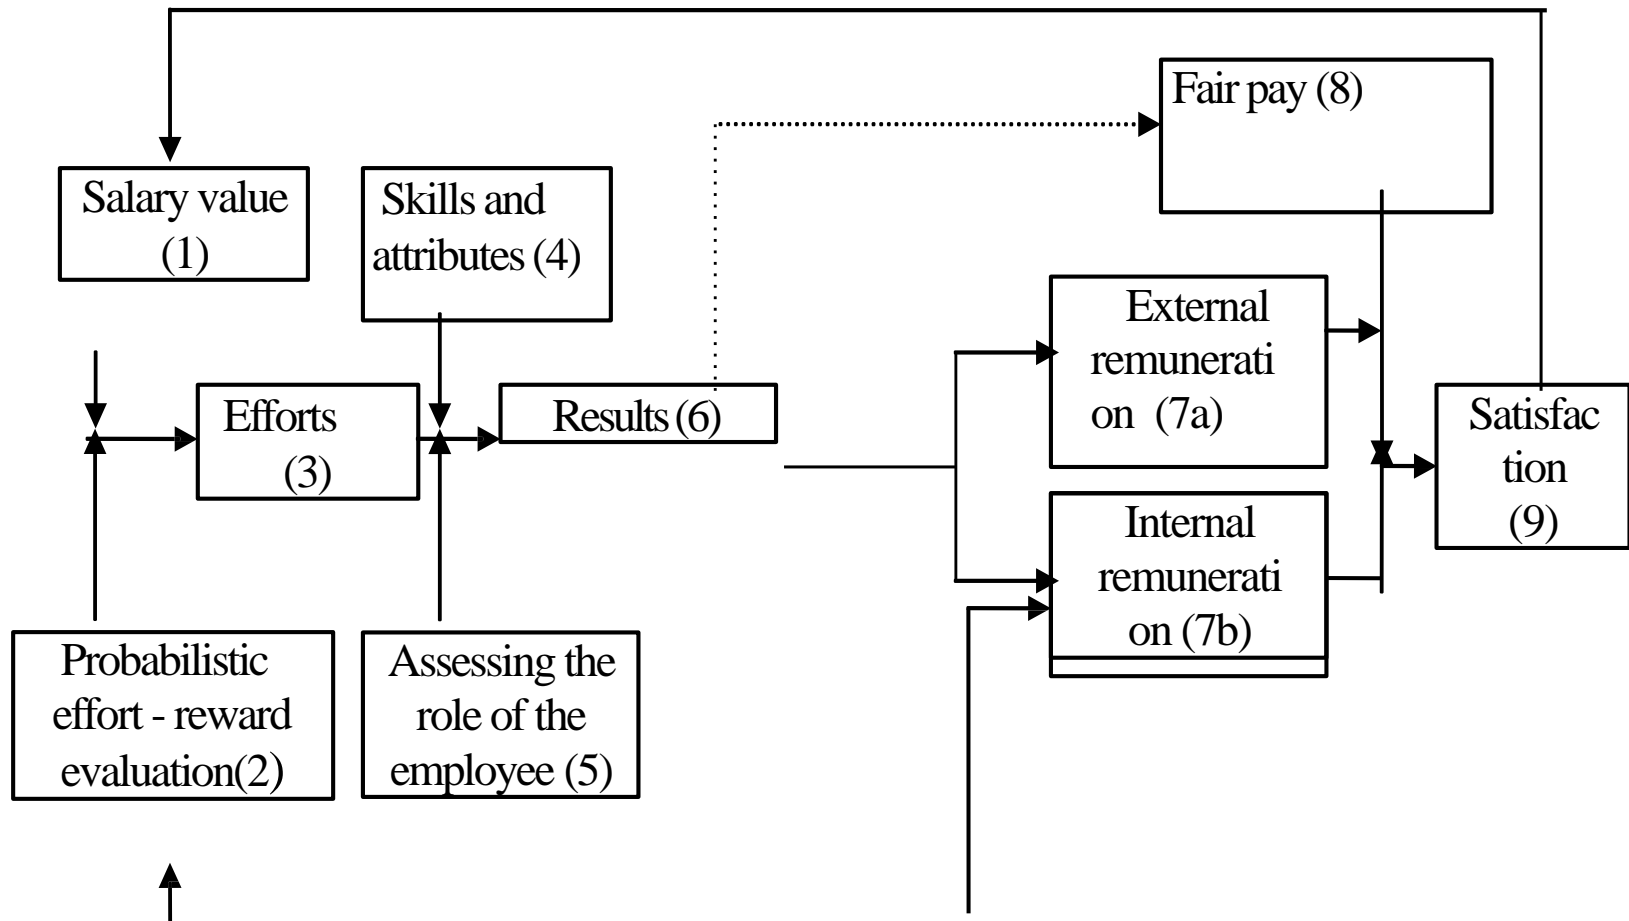 Fair pay (8)
Salary value
(1)
Skills and
attributes (4)
External
remunerati
on (7a)
Efforts
(3)
Results (6)
Satisfac
tion
(9)
Internal
remunerati
on (7b)
Probabilistic
effort - reward
evaluation(2)
Assessing the
role of the
employee (5)